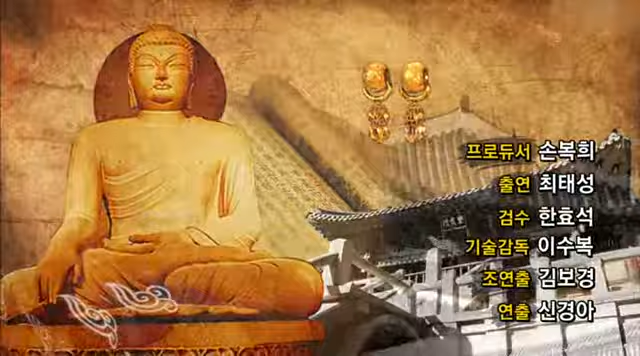 프로듀서 손복희
출연 최태성
검수 한효석
기술감독 이수복
조연출 김보경
연출 신경아